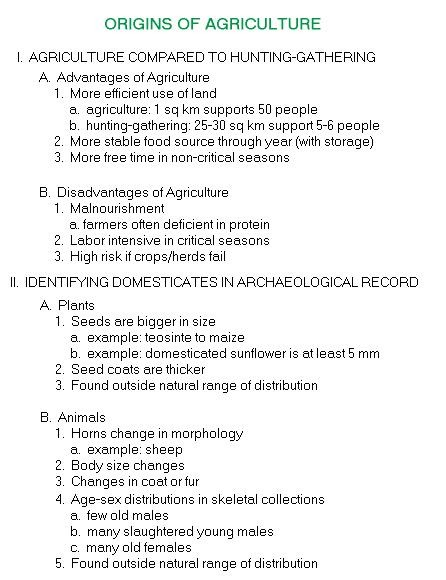 ORIGINS OF AGRICULTURE
I. AGRICULTURE COMPARED TO HUNTING-GATHERING
A. Advantages of Agriculture
1. More efficient use of land
a. agriculture: 1 sq km supports 50 people
b. hunting-gathering: 25-30 sq km support 5-6 people
2. More stable food source through year (with storage)
3. More free time in non-critical seasons
B. Disadvantages of Agriculture
1. Malnourishment
a. farmers often deficient in protein
2. Labor intensive in critical seasons
3. High risk if crops/herds fail
II. IDENTIFYING DOMESTICATES IN ARCHAEOLOGICAL RECORD
A. Plants
1. Seeds are bigger in size
a. example: teosinte to maize
b. example: domesticated sunflower is at least 5 mm
2. Seed coats are thicker
3. Found outside natural range of distribution
B. Animals
1. Horns change in morphology
a. example: sheep
2. Body size changes
3. Changes in coat or fur
4. Age-sex distributions in skeletal collections
a. few old males
b. many slaughtered young males
c. many old females
5. Found outside natural range of distribution